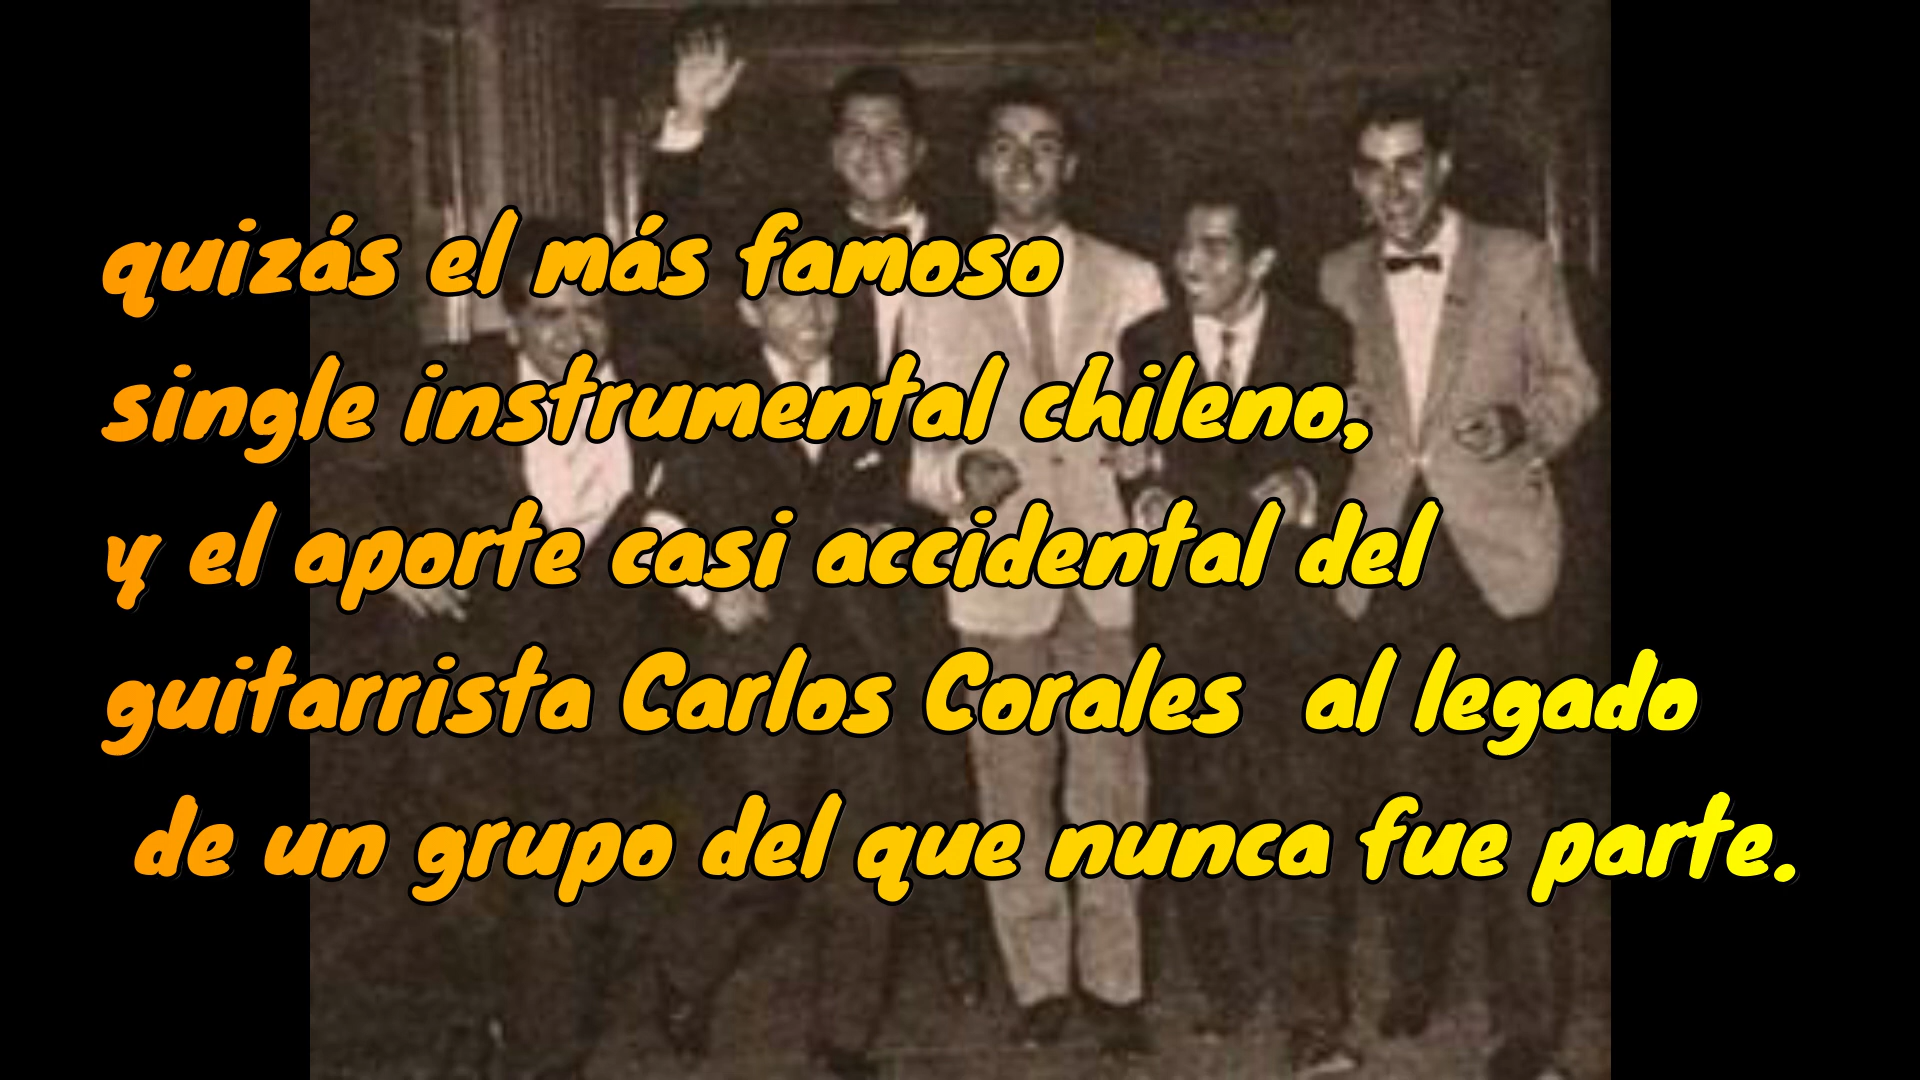 quizás el más famoso
single instrumental chileno,
y el aporte casi accidental del
guitarrista Carlos Corales  al legado
de un grupo del que nunca fue parte.